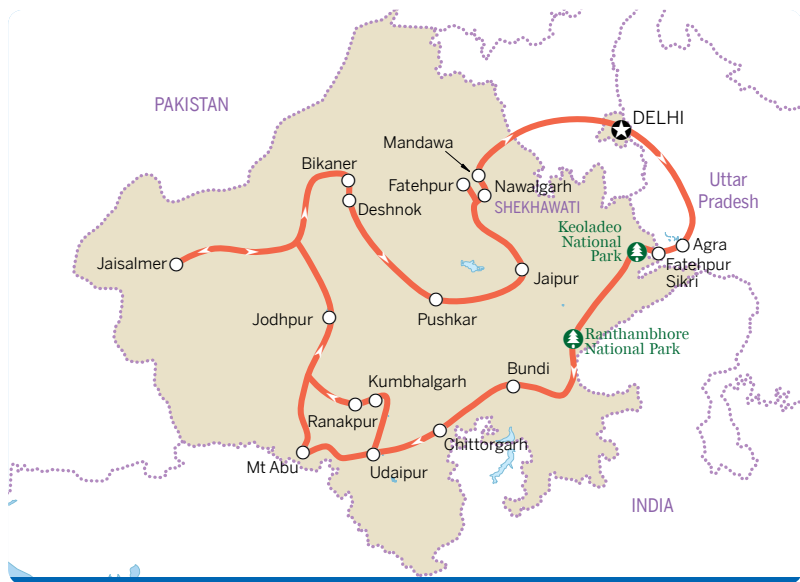 PAKISTAN
DELHI
Mandawa
Bikaner
Fatehpur
Nawalgarh
Uttar
Pradesh
Deshnok
SHEKHAWATI
Keoladeo
National
Park
Agra
Fatehpur
Sikri
Jaisalmer
Jaipur
Jodhpur
Pushkar
Ranthambhore
National Park
Bundi
Kumbhalgarh
Ranakpur
Chittorgarh
Mt Abu
Udaipur
INDIA